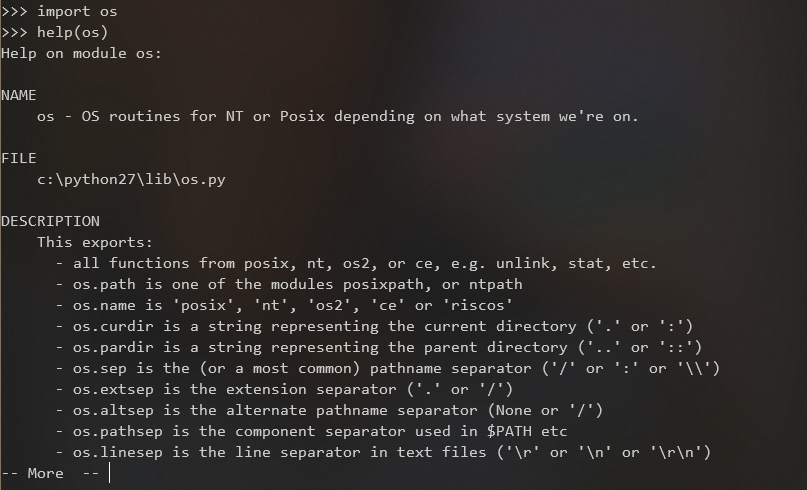 >>> import os
>>> help(os)
Help on module os:
NAME
os - OS routines for NT or Posix depending on what system we're on.
FILE
c:\python27\lib\os.py
DESCRIPTION
This exports:
- all functions from posix, nt, os2, or ce, e.g. unlink, stat, etc.
- os.path is one of the modules posixpath, or ntpath
- os.name is 'posix', 'nt', 'os2', 'ce' or 'riscos'
- os.curdir is a string representing the current directory ('.' or ':')
- os.pardir is a string representing the parent directory ('..' or '::')
- os.sep is the (or a most common) pathname separator ('/' or ':' or '\\')
- os.extsep is the extension separator ('.' or '/')
- os.altsep is the alternate pathname separator (None or '/')
- os.pathsep is the component separator used in $PATH etc
- os.linesep is the line separator in text files ('\r' or '\n' or '\r\n')
-- More  --